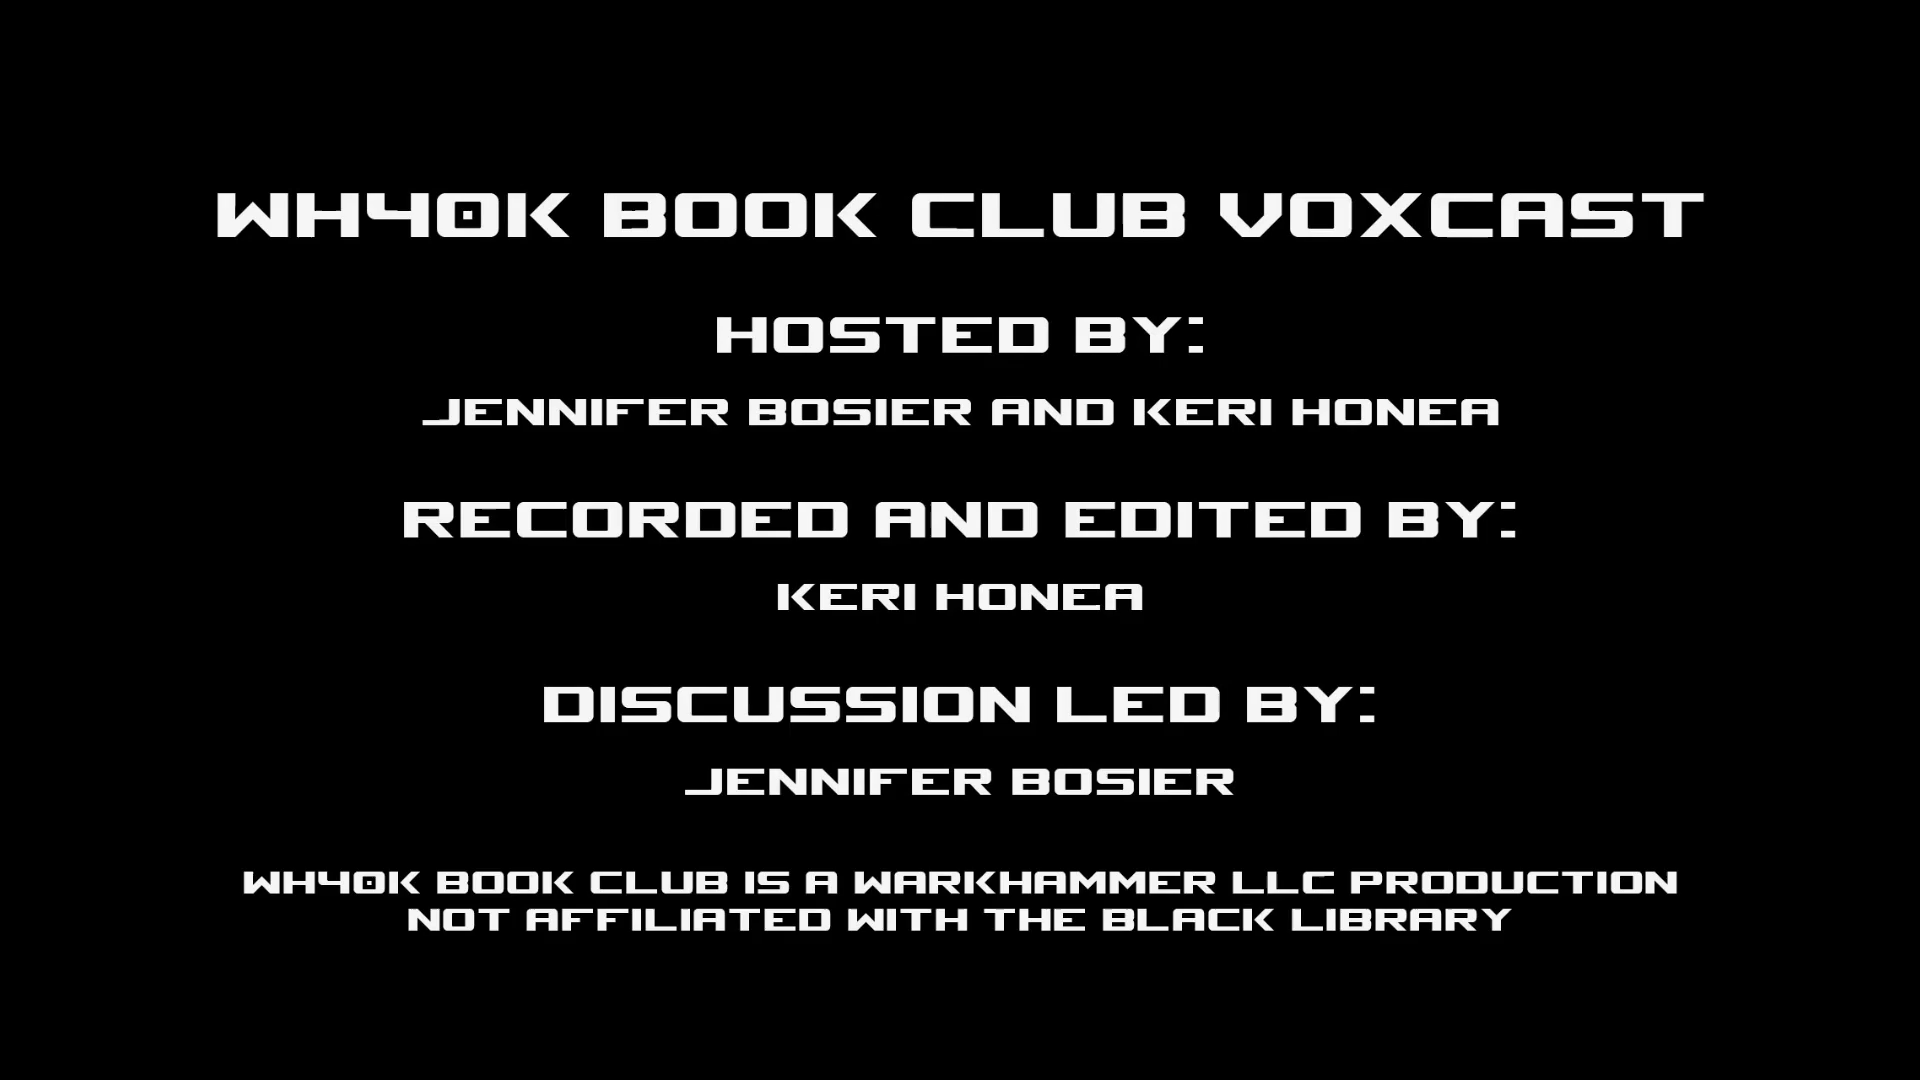 WH40K BOOK CLUB VOXCAST
HOSTED BY:
JENNIFER BOSIER AND KERI HONEA
RECORDED AND EDITED BY:
KERI HONEA
DISCUSSION LED BY:
JENNIFER BOSIER
WH40K BOOK CLUB IS A WARKHAMMER LLC PRODUCTION
NOT AFFILIATED WITH THE BLACK LIBRARY